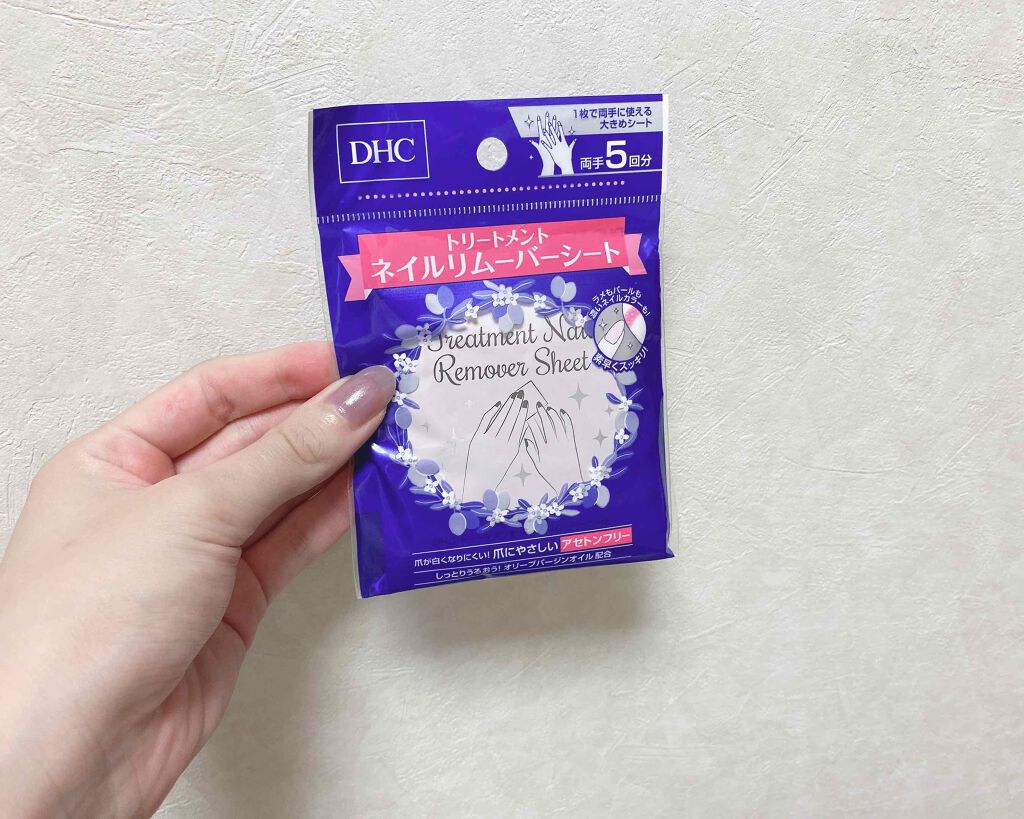 DHC
1枚で両手に使える
大きめシート
両手5回分
トリートメント
ネイルリムーバーシート
ラメもパールも
濃いネイルカラーも!
素早くスッキリ!
Treatment Nail
Remover Sheet
爪が白くなりにくい! 爪にやさしい アセトンフリー
しっとりうるおう! オリーブバージンオイル 配合